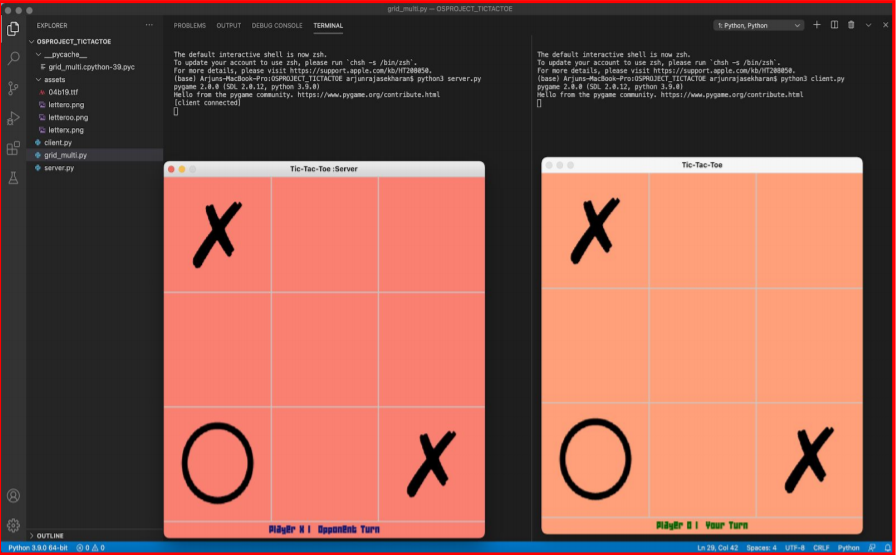 grid_multi.py — OSPROJECT_TICTACTOE
EXPLORER
PROBLEMS OUTPUT DEBUG CONSOLE TERMINAL
1: Python, Python
OSPROJECT_TICTACTOE
__pycache__
grid_multi.cpython-39.pyc
assets
04b19.ttf
lettero.png
letteroo.png
letterx.png
client.py
grid_multi.py
server.py
The default interactive shell is now zsh.
To update your account to use zsh, please run `chsh -s /bin/zsh`.
For more details, please visit https://support.apple.com/kb/HT208050.
(base) Arjuns-MacBook-Pro:OSPROJECT_TICTACTOE arjunrajasekharan$ python3 server.py
pygame 2.0.0 (SDL 2.0.12, python 3.9.0)
Hello from the pygame community. https://www.pygame.org/contribute.html
[client connected]
The default interactive shell is now zsh.
To update your account to use zsh, please run `chsh -s /bin/zsh`.
For more details, please visit https://support.apple.com/kb/HT208050.
(base) Arjuns-MacBook-Pro:OSPROJECT_TICTACTOE arjunrajasekharan$ python3 client.py
pygame 2.0.0 (SDL 2.0.12, python 3.9.0)
Hello from the pygame community. https://www.pygame.org/contribute.html
Tic-Tac-Toe :Server
X
O X
Player X | Opponent Turn
Tic-Tac-Toe
X
O X
Player O | Your Turn
OUTLINE
Python 3.9.0 64-bit 0 0 Ln 29, Col 42 Spaces: 4 UTF-8 CRLF Python